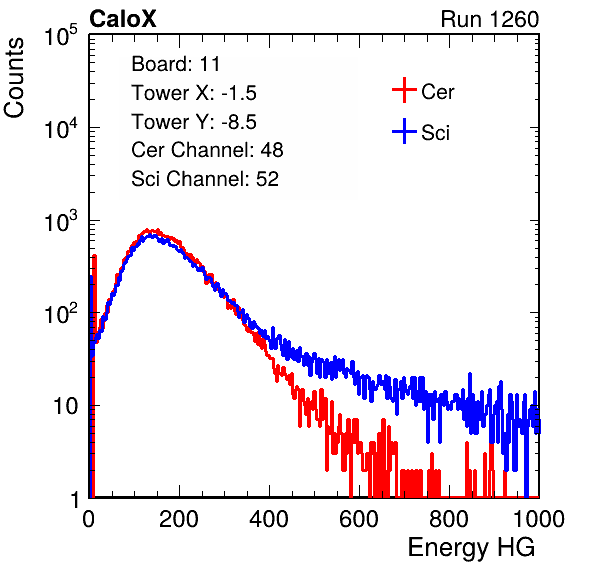 CaloX Run 1260
Counts
Board: 11
Tower X: -1.5
Tower Y: -8.5
Cer Channel: 48
Sci Channel: 52
Cer
Sci
10^5
10^4
10^3
10^2
10
1
0 200 400 600 800 1000
Energy HG